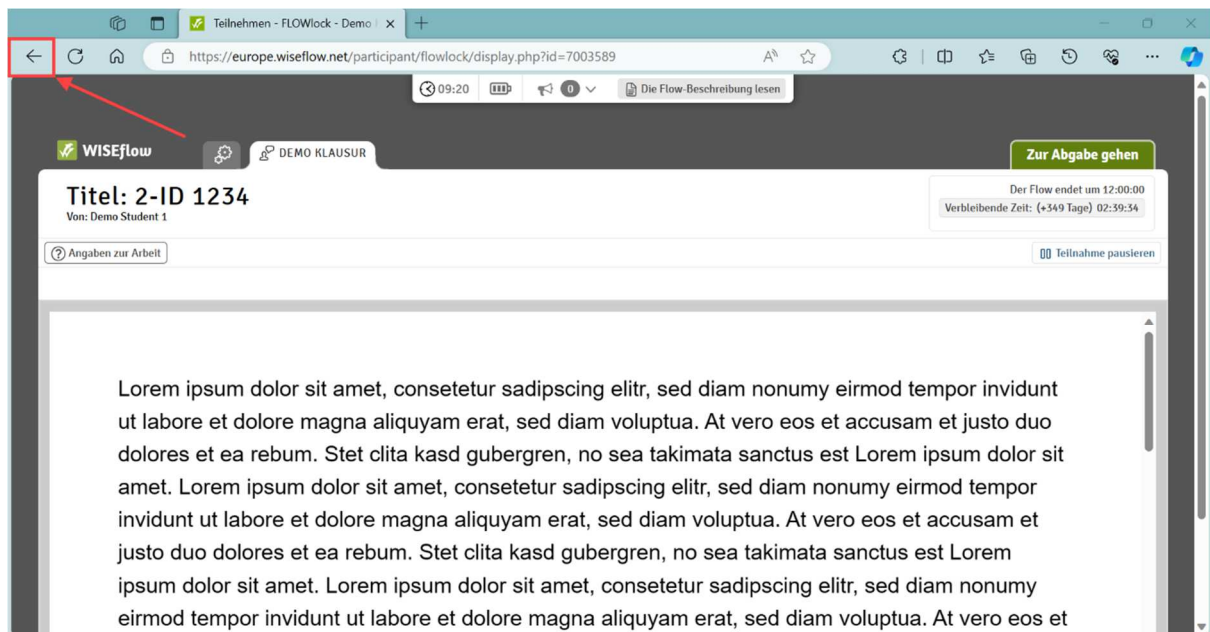 Teilnehmen - FLOWlock - Demo
https://europe.wiseflow.net/participant/flowlock/display.php?id=7003589
09:20 0 Die Flow-Beschreibung lesen
WISEflow DEMO KLAUSUR Zur Abgabe gehen
Titel: 2-ID 1234
Von: Demo Student 1
Der Flow endet um 12:00:00
Verbleibende Zeit: (+349 Tage) 02:39:34
Angaben zur Arbeit Teilnahme pausieren
Lorem ipsum dolor sit amet, consetetur sadipscing elitr, sed diam nonumy eirmod tempor invidunt
ut labore et dolore magna aliquyam erat, sed diam voluptua. At vero eos et accusam et justo duo
dolores et ea rebum. Stet clita kasd gubergren, no sea takimata sanctus est Lorem ipsum dolor sit
amet. Lorem ipsum dolor sit amet, consetetur sadipscing elitr, sed diam nonumy eirmod tempor
invidunt ut labore et dolore magna aliquyam erat, sed diam voluptua. At vero eos et accusam et
justo duo dolores et ea rebum. Stet clita kasd gubergren, no sea takimata sanctus est Lorem
ipsum dolor sit amet. Lorem ipsum dolor sit amet, consetetur sadipscing elitr, sed diam nonumy
eirmod tempor invidunt ut labore et dolore magna aliquyam erat, sed diam voluptua. At vero eos et